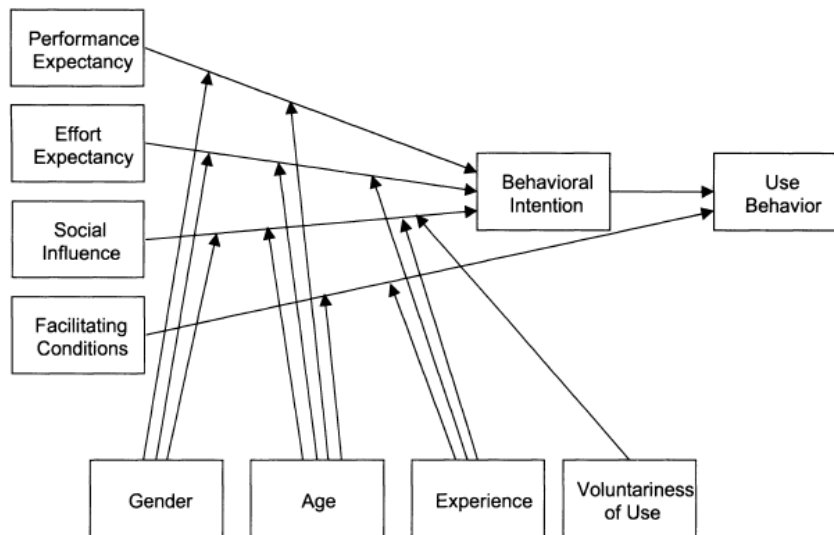 Performance
Expectancy
Effort
Expectancy
Social
Influence
Facilitating
Conditions
Behavioral
Intention
Use
Behavior
Gender
Age
Experience
Voluntariness
of Use